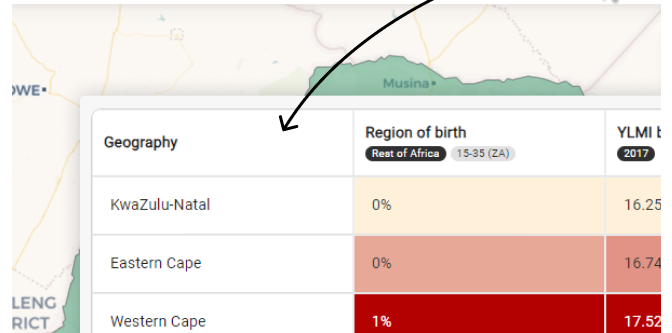 OWE
Musina
Geography
Region of birth
YLMI
Rest of Africa 15-35 (ZA)
2017
KwaZulu-Natal
0%
16.25
Eastern Cape
0%
16.74
LENG
RICT
Western Cape
1%
17.52